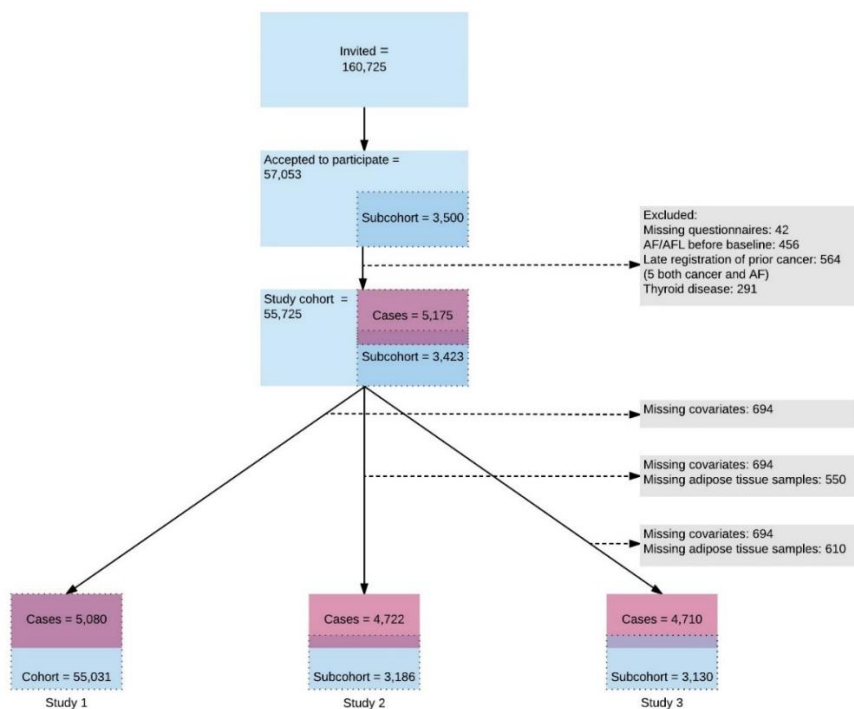 Invited =
160,725
Accepted to participate =
57,053
Subcohort = 3,500
Excluded:
Missing questionnaires: 42
AF/AFL before baseline: 456
Late registration of prior cancer: 564
(5 both cancer and AF)
Thyroid disease: 291
Study cohort =
55,725
Cases = 5,175
Subcohort = 3,423
Missing covariates: 694
Missing covariates: 694
Missing adipose tissue samples: 550
Missing covariates: 694
Missing adipose tissue samples: 610
Cases = 5,080
Cohort = 55,031
Study 1
Cases = 4,722
Subcohort = 3,186
Study 2
Cases = 4,710
Subcohort = 3,130
Study 3